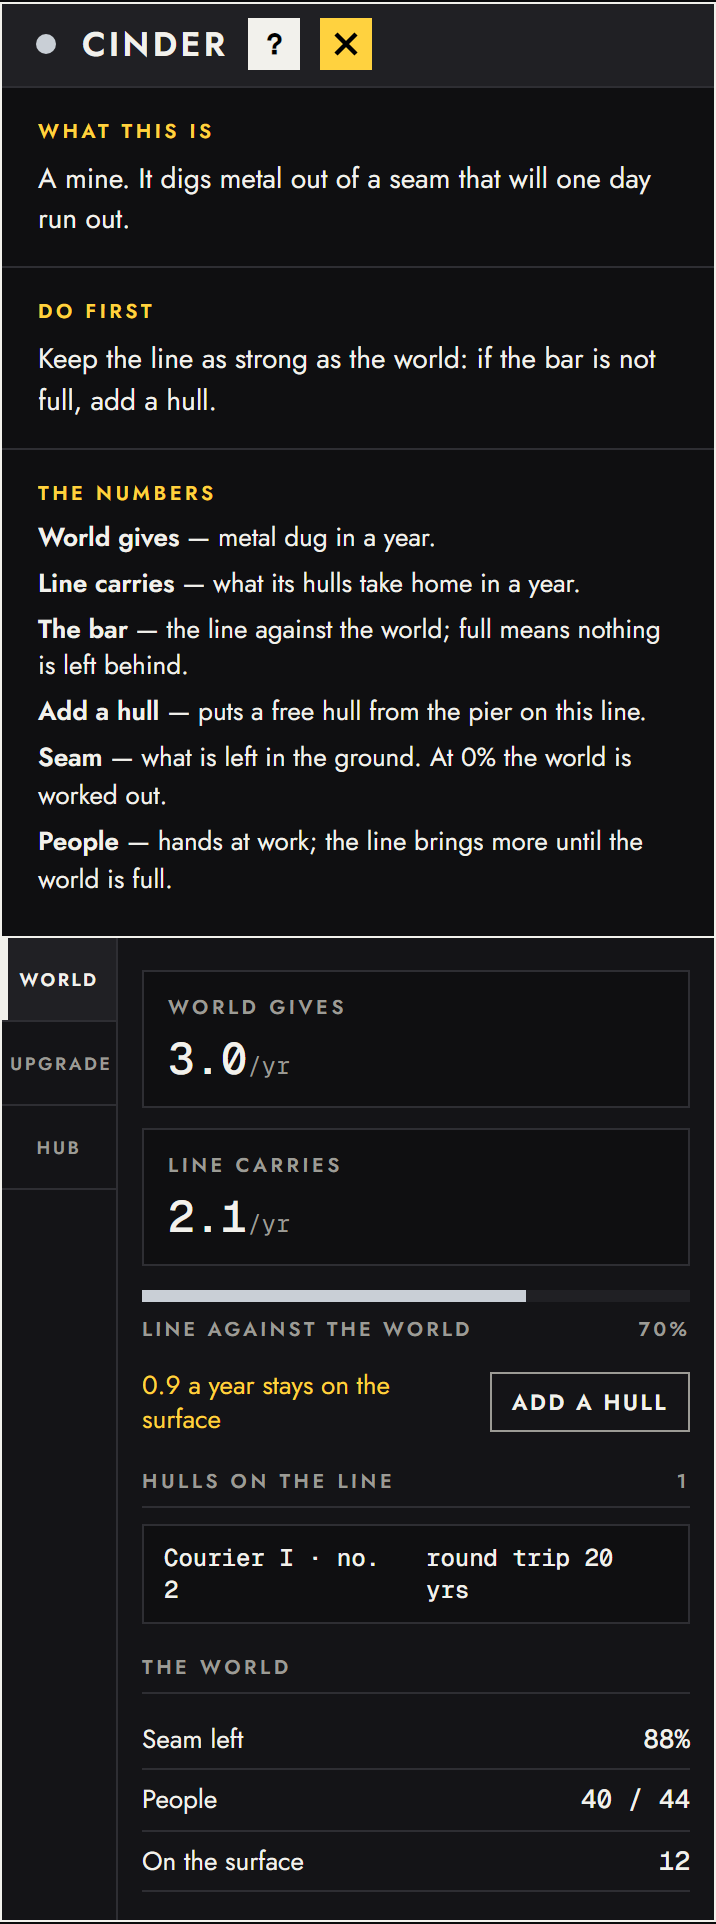 CINDER ? ✕
WHAT THIS IS
A mine. It digs metal out of a seam that will one day
run out.
DO FIRST
Keep the line as strong as the world: if the bar is not
full, add a hull.
THE NUMBERS
World gives — metal dug in a year.
Line carries — what its hulls take home in a year.
The bar — the line against the world; full means nothing
is left behind.
Add a hull — puts a free hull from the pier on this line.
Seam — what is left in the ground. At 0% the world is
worked out.
People — hands at work; the line brings more until the
world is full.
WORLD
UPGRADE
HUB
WORLD GIVES
3.0/yr
LINE CARRIES
2.1/yr
LINE AGAINST THE WORLD 70%
0.9 a year stays on the
surface
ADD A HULL
HULLS ON THE LINE 1
Courier I · no.
2
round trip 20
yrs
THE WORLD
Seam left 88%
People 40 / 44
On the surface 12